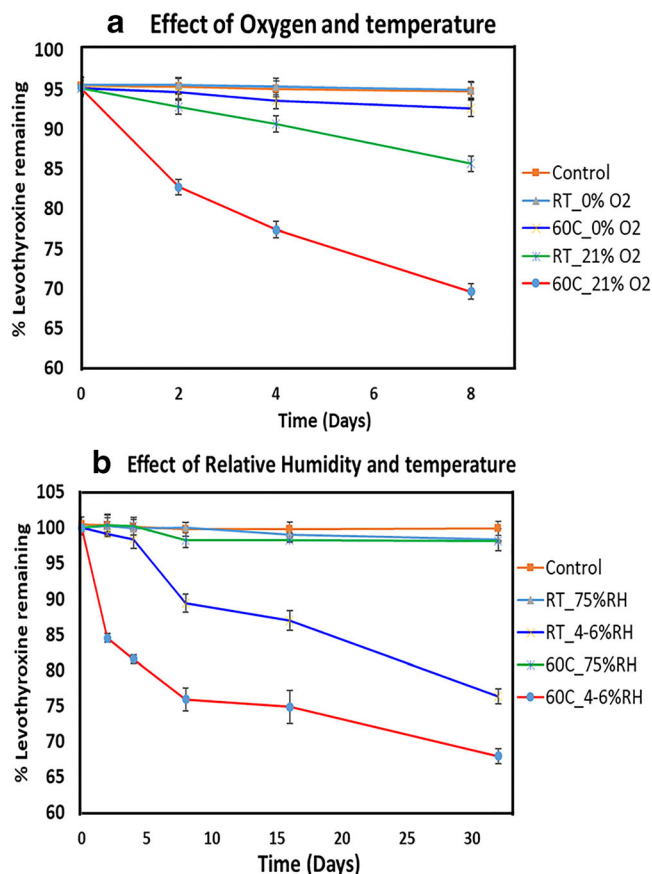 a Effect of Oxygen and temperature
% Levothyroxine remaining
100
95
90
85
80
75
70
65
60
0 2 4 6 8
Time (Days)
Control
RT_0% O2
60C_0% O2
RT_21% O2
60C_21% O2
b Effect of Relative Humidity and temperature
% Levothyroxine remaining
105
100
95
90
85
80
75
70
65
60
0 5 10 15 20 25 30
Time (Days)
Control
RT_75%RH
RT_4-6%RH
60C_75%RH
60C_4-6%RH